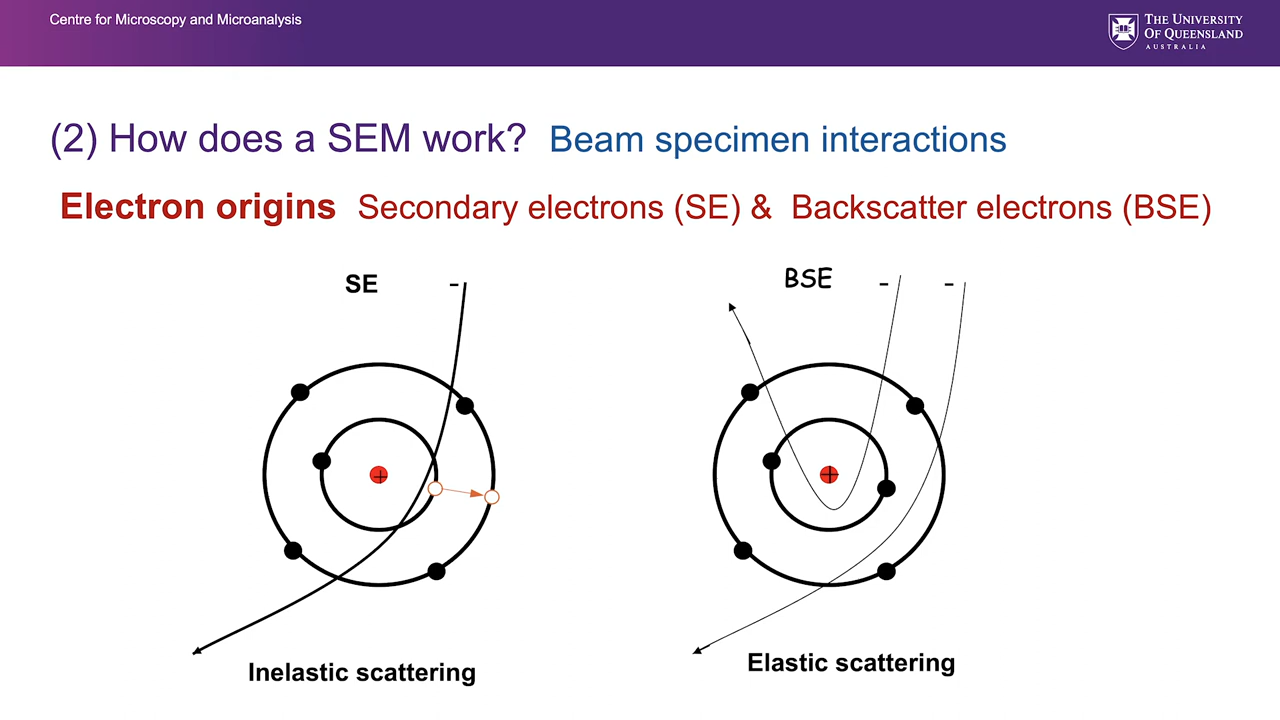 Centre for Microscopy and Microanalysis
THE UNIVERSITY
OF QUEENSLAND
AUSTRALIA
(2) How does a SEM work? Beam specimen interactions
Electron origins Secondary electrons (SE) & Backscatter electrons (BSE)
SE -
BSE - -
+
+
Inelastic scattering
Elastic scattering